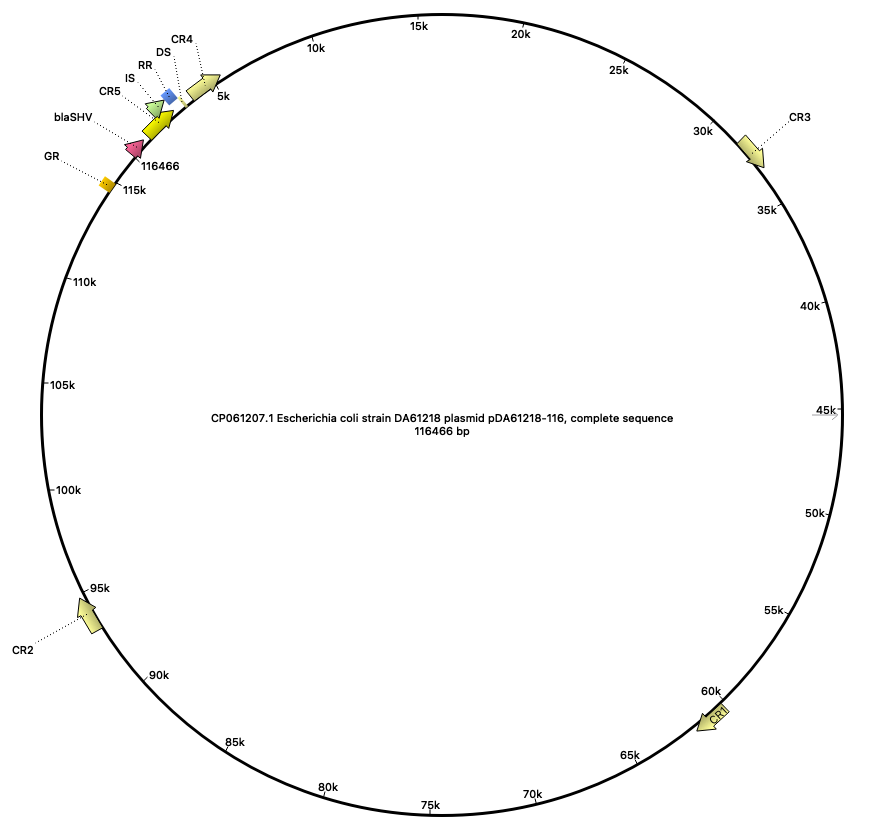 15k
20k
10k
CR4
DS
RR
IS
CR5
5k
25k
30k
CR3
blaSHV
GR
116466
115k
35k
110k
40k
105k
45k
CP061207.1 Escherichia coli strain DA61218 plasmid pDA61218-116, complete sequence
116466 bp
100k
50k
95k
55k
CR2
90k
60k
CR1
85k
65k
80k
70k
75k